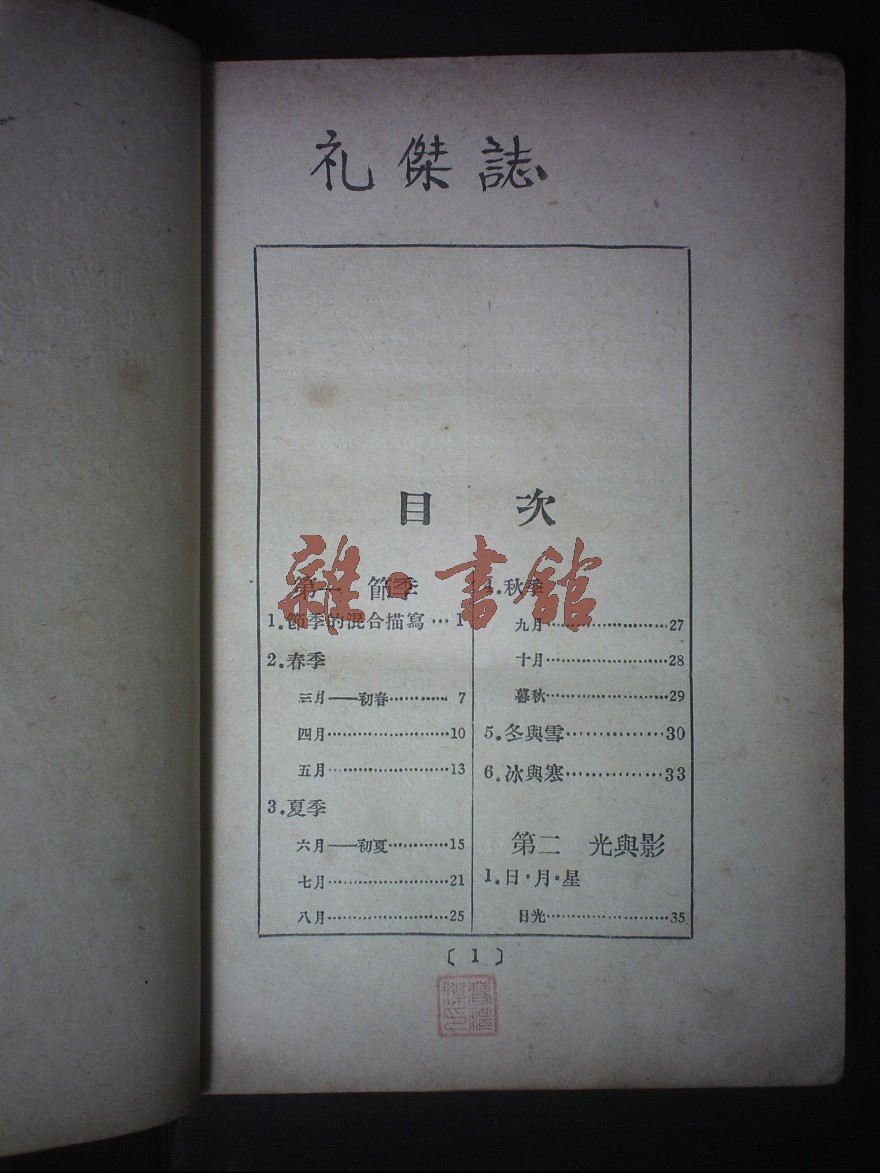 礼傑誌
目次
第一 節季
1.節季的混合描寫…1
2.春季
三月——初春…………7
四月……………………10
五月……………………13
3.夏季
六月——初夏…………15
七月……………………21
八月……………………25
4.秋季
九月……………………27
十月……………………28
暮秋……………………29
5.冬與雪……………30
6.冰與寒……………33
第二 光與影
1.日·月·星
日光……………………35
〔1〕
雜·書舘